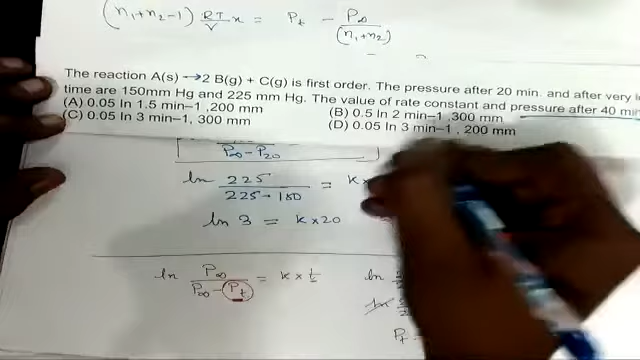 (n₁+n₂-1) RT/V x = Pt - P∞/(n₁+n₂)
The reaction A(s) →2 B(g) + C(g) is first order. The pressure after 20 min. and after very l
time are 150mm Hg and 225 mm Hg. The value of rate constant and pressure after 40 min
(A) 0.05 ln 1.5 min–1 ,200 mm (B) 0.5 ln 2 min–1 ,300 mm
(C) 0.05 ln 3 min–1, 300 mm (D) 0.05 ln 3 min–1 , 200 mm
P∞ - P20
ln 225/(225 - 150) = K×
ln 3 = K×20
ln P∞/(P∞ - Pt) = K × t
ln
Pt